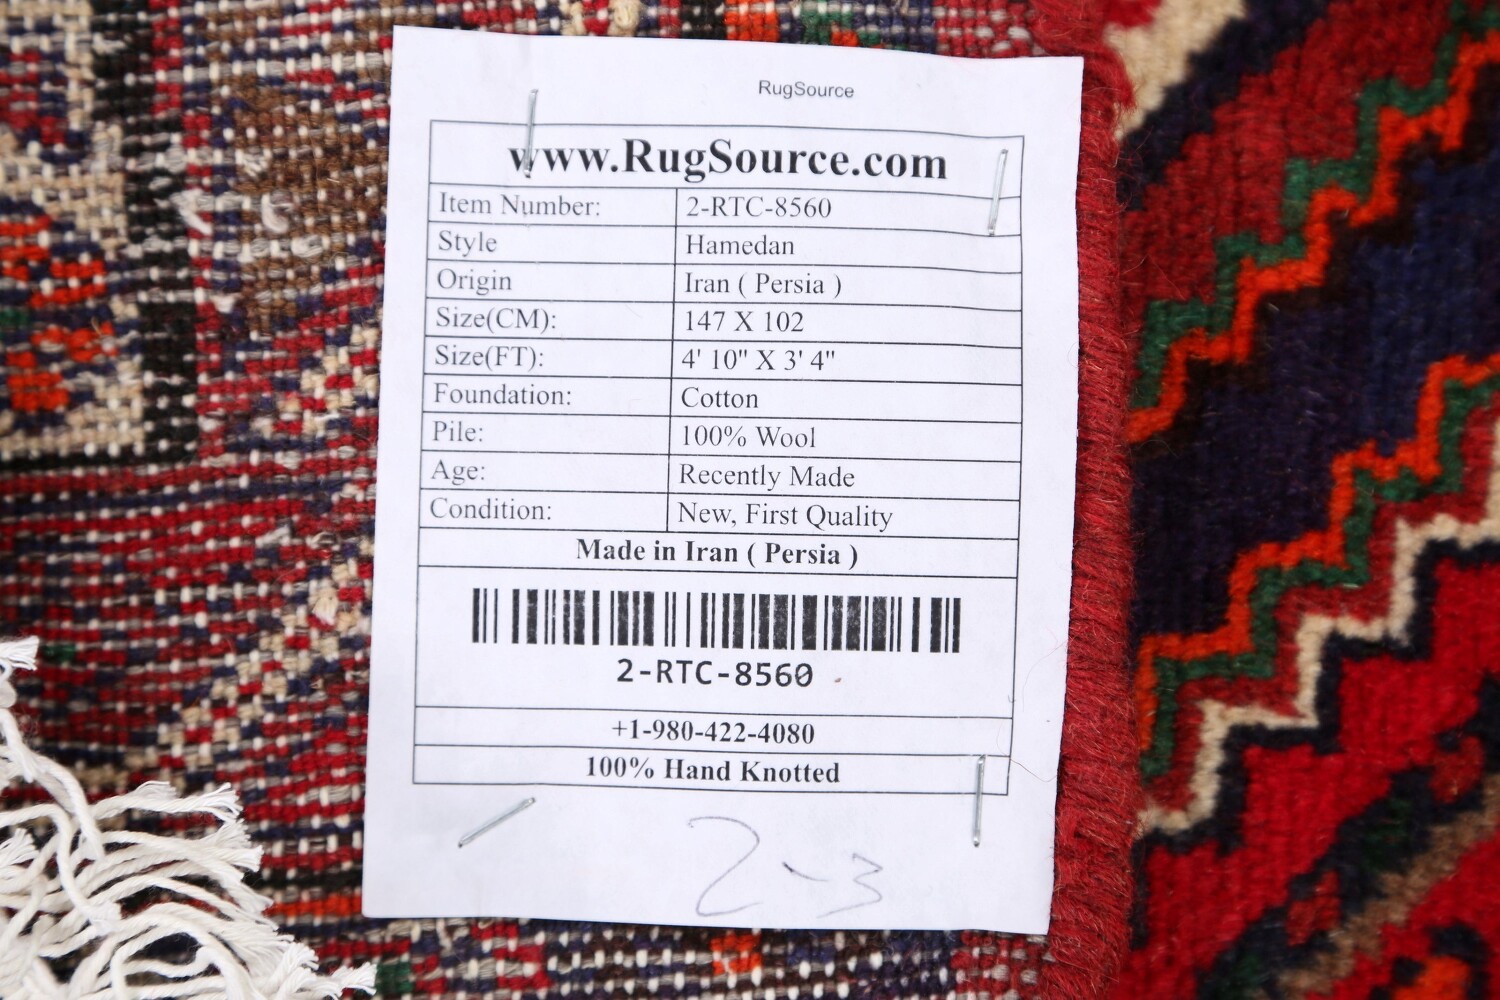 RugSource
www.RugSource.com
Item Number: 2-RTC-8560
Style Hamedan
Origin Iran ( Persia )
Size(CM): 147 X 102
Size(FT): 4' 10" X 3' 4"
Foundation: Cotton
Pile: 100% Wool
Age: Recently Made
Condition: New, First Quality
Made in Iran ( Persia )
2-RTC-8560
+1-980-422-4080
100% Hand Knotted
2-3